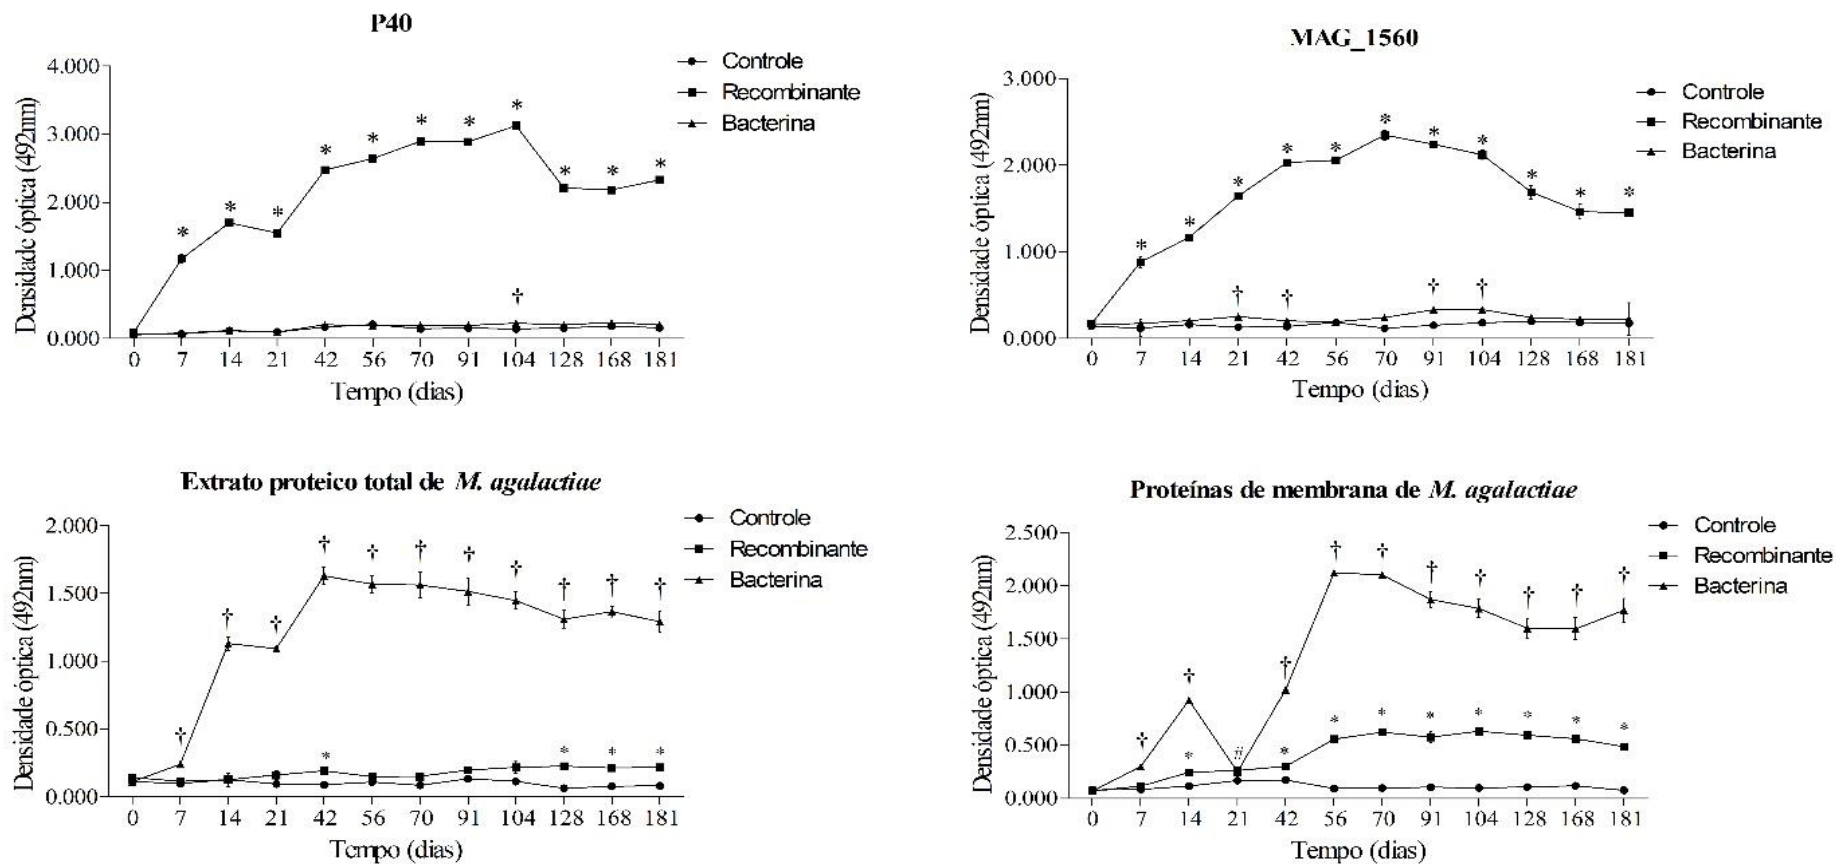 P40
Controle
Recombinante
Bacterina
4.000
3.000
2.000
1.000
0.000
Densidade óptica (492nm)
* * * * * * * * * * *
†
0 7 14 21 42 56 70 91 104 128 168 181
Tempo (dias)
MAG_1560
Controle
Recombinante
Bacterina
3.000
2.000
1.000
0.000
Densidade óptica (492nm)
* * * * * * * * * * *
† † † †
0 7 14 21 42 56 70 91 104 128 168 181
Tempo (dias)
Extrato proteico total de M. agalactiae
Controle
Recombinante
Bacterina
2.000
1.500
1.000
0.500
0.000
Densidade óptica (492nm)
† † † † † † † † † † †
* * * *
0 7 14 21 42 56 70 91 104 128 168 181
Tempo (dias)
Proteínas de membrana de M. agalactiae
Controle
Recombinante
Bacterina
2.500
2.000
1.500
1.000
0.500
0.000
Densidade óptica (492nm)
† † † † † † † † † †
* # * * * * * * * *
0 7 14 21 42 56 70 91 104 128 168 181
Tempo (dias)